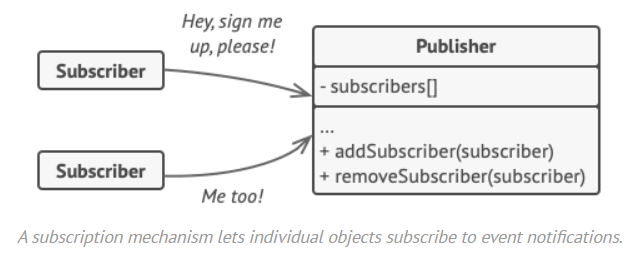 Hey, sign me
up, please!
Subscriber
Publisher
- subscribers[]
...
+ addSubscriber(subscriber)
+ removeSubscriber(subscriber)
Subscriber
Me too!
A subscription mechanism lets individual objects subscribe to event notifications.